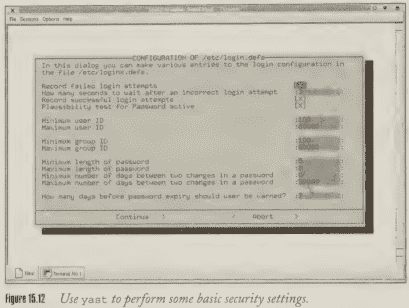 File Sessions Options Help
CONFIGURATION OF /etc/login.defs
In this dialog you can make various entries to the login configuration in
the file /etc/login.defs.
Record failed login attempts
How many seconds to wait after an incorrect login attempt
Record successful login attempts [X]
Plausibility test for Password active [X]
Minimum user ID
Maximum user ID
Minimum group ID
Maximum group ID
Minimum length of password
Maximum length of password
Minimum number of days between two changes in a password
Maximum number of days between two changes in a password
How many days before password expiry should user be warned?
Continue > < Abort >
New Terminal No 1
Figure 15.12 Use yast to perform some basic security settings.